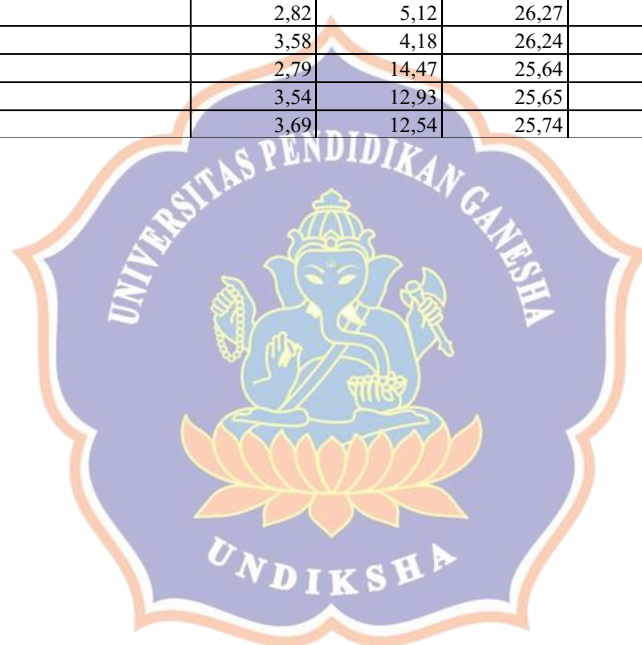 2,82 5,12 26,27
3,58 4,18 26,24
2,79 14,47 25,64
3,54 12,93 25,65
3,69 12,54 25,74
UNIVERSITAS PENDIDIKAN GANESHA
UNDIKSHA